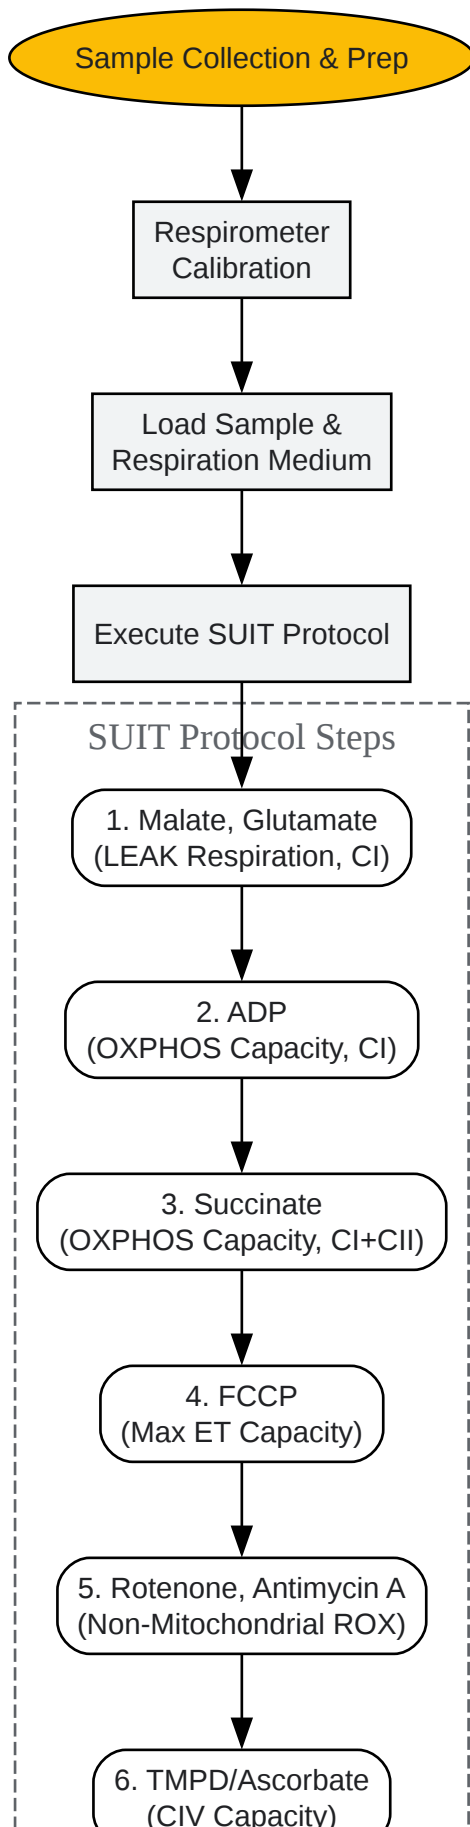 Sample Collection & Prep
Respirometer
Calibration
Load Sample &
Respiration Medium
Execute SUIT Protocol
SUIT Protocol Steps
1. Malate, Glutamate
(LEAK Respiration, CI)
2. ADP
(OXPHOS Capacity, CI)
3. Succinate
(OXPHOS Capacity, CI+CII)
4. FCCP
(Max ET Capacity)
5. Rotenone, Antimycin A
(Non-Mitochondrial ROX)
6. TMPD/Ascorbate
(CIV Capacity)